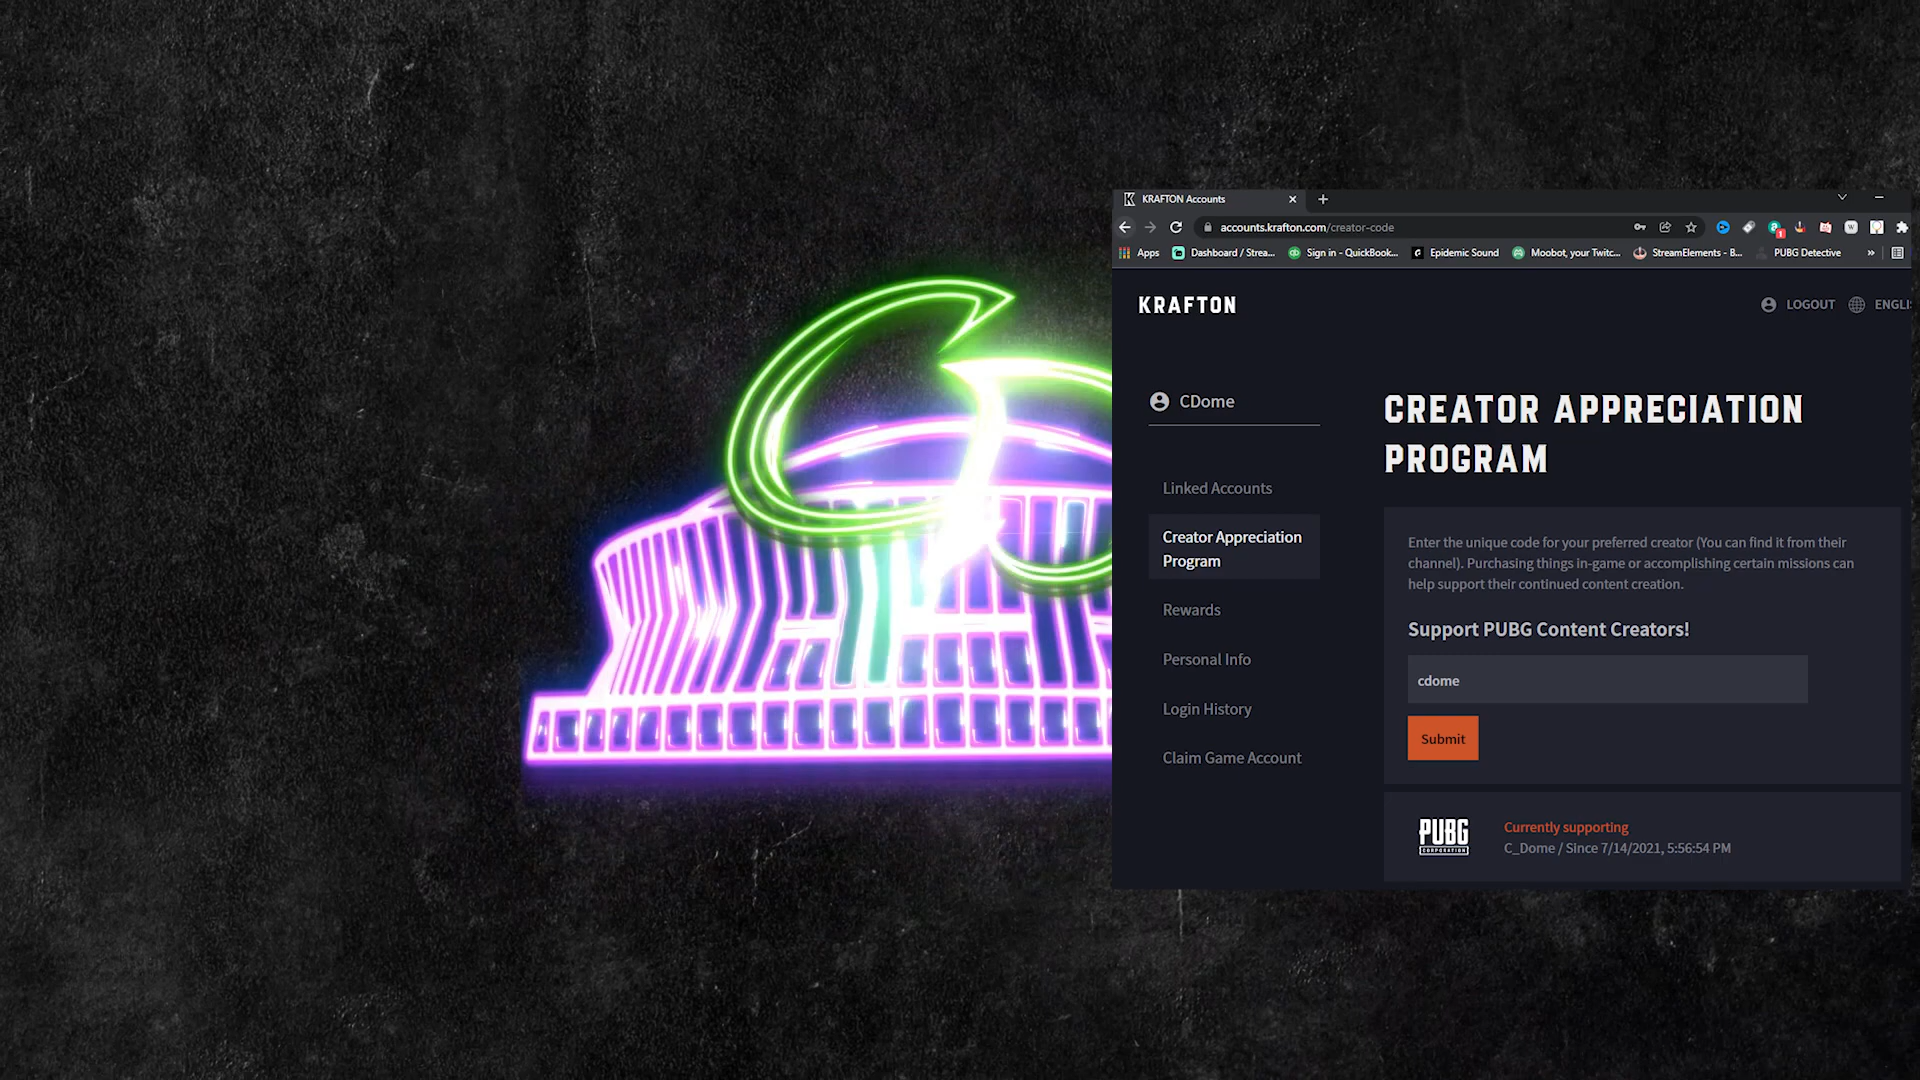 KRAFTON Accounts
accounts.krafton.com/creator-code
Apps
Dashboard / Strea...
Sign in - QuickBook...
Epidemic Sound
Moobot, your Twitc...
StreamElements - B...
PUBG Detective
»
KRAFTON
LOGOUT
ENGLI
CDome
Linked Accounts
Creator Appreciation
Program
Rewards
Personal Info
Login History
Claim Game Account
CREATOR APPRECIATION
PROGRAM
Enter the unique code for your preferred creator (You can find it from their
channel). Purchasing things in-game or accomplishing certain missions can
help support their continued content creation.
Support PUBG Content Creators!
cdome
Submit
PUBG
CORPORATION
Currently supporting
C_Dome / Since 7/14/2021, 5:56:54 PM